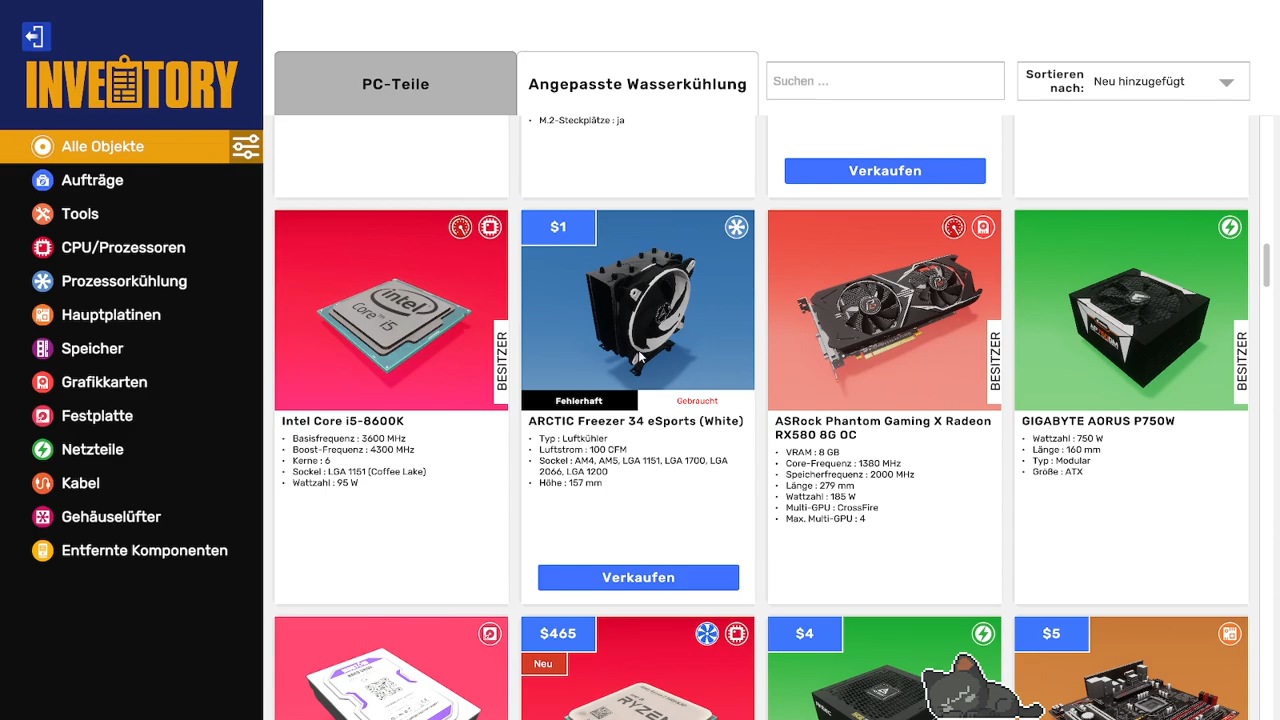 INVENTORY
PC-Teile
Angepasste Wasserkühlung
Suchen ...
Sortieren nach:
Neu hinzugefügt
Alle Objekte
Aufträge
Tools
CPU/Prozessoren
Prozessorkühlung
Hauptplatinen
Speicher
Grafikkarten
Festplatte
Netzteile
Kabel
Gehäuselüfter
Entfernte Komponenten
• M.2-Steckplätze : ja
Verkaufen
intel
CORE i5
BESITZER
Intel Core i5-8600K
• Basisfrequenz : 3600 MHz
• Boost-Frequenz : 4300 MHz
• Kerne : 6
• Sockel : LGA 1151 (Coffee Lake)
• Wattzahl : 95 W
$1
Fehlerhaft
Gebraucht
ARCTIC Freezer 34 eSports (White)
• Typ : Luftkühler
• Luftstrom : 100 CFM
• Sockel : AM4, AM5, LGA 1151, LGA 1700, LGA
2066, LGA 1200
• Höhe : 157 mm
Verkaufen
BESITZER
ASRock Phantom Gaming X Radeon
RX580 8G OC
• VRAM : 8 GB
• Core-Frequenz : 1380 MHz
• Speicherfrequenz : 2000 MHz
• Länge : 279 mm
• Wattzahl : 185 W
• Multi-GPU : CrossFire
• Max. Multi-GPU : 4
BESITZER
GIGABYTE AORUS P750W
• Wattzahl : 750 W
• Länge : 160 mm
• Typ : Modular
• Größe : ATX
$465
Neu
RYZEN
$4
$5